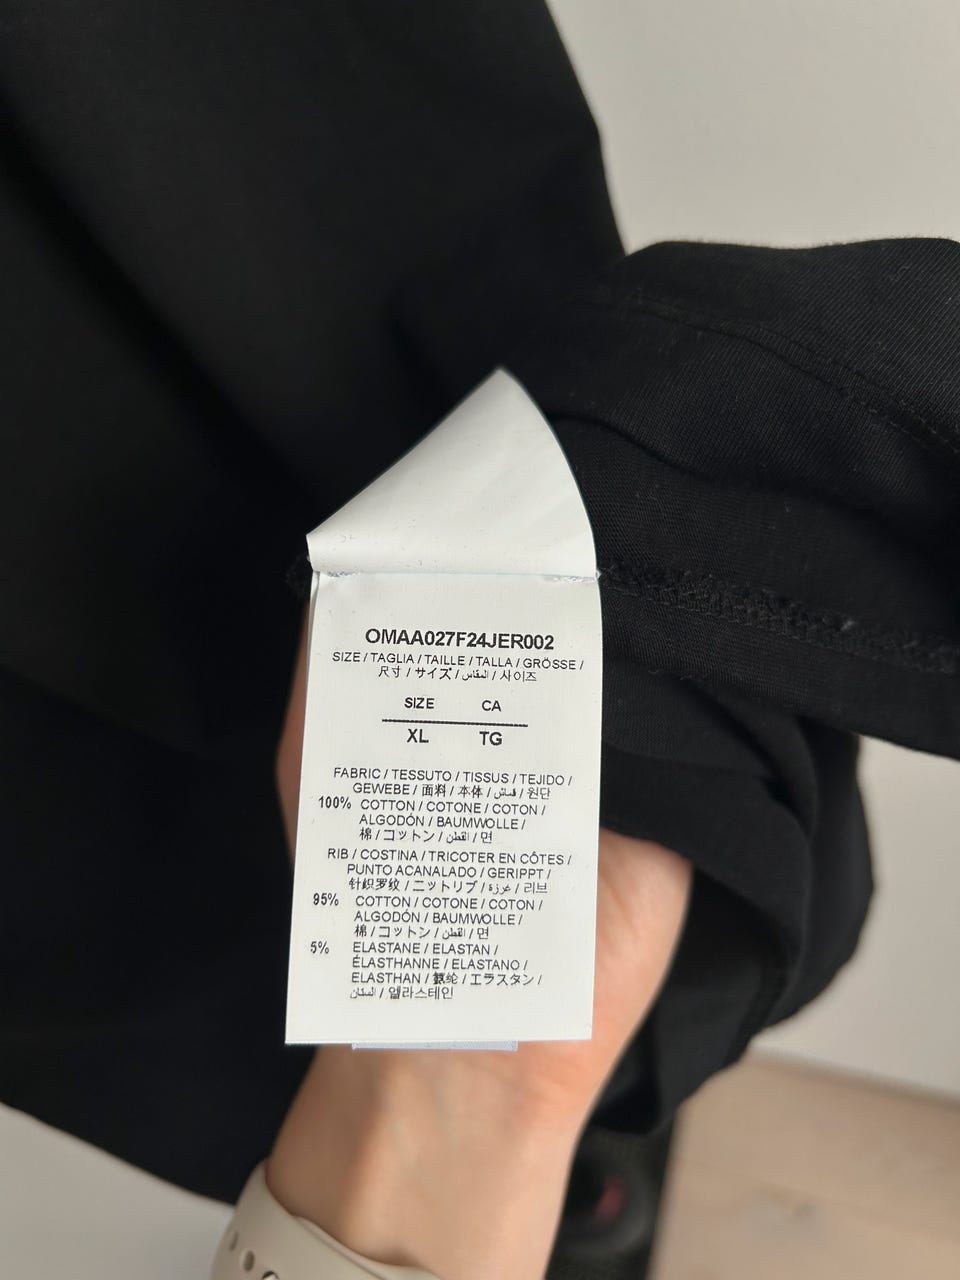 OMAA027F24JER002
SIZE / TAGLIA / TAILLE / TALLA / GRÖSSE /
尺寸 / サイズ / المقاس / 사이즈
SIZE CA
XL TG
FABRIC / TESSUTO / TISSUS / TEJIDO /
GEWEBE / 面料 / 本体 / قماش / 원단
100% COTTON / COTONE / COTON /
ALGODÓN / BAUMWOLLE /
棉 / コットン / القطن / 면
RIB / COSTINA / TRICOTER EN CÔTES /
PUNTO ACANALADO / GERIPPT /
针织罗纹 / ニットリブ / غرزة / 리브
95% COTTON / COTONE / COTON /
ALGODÓN / BAUMWOLLE /
棉 / コットン / القطن / 면
5% ELASTANE / ELASTAN /
ÉLASTHANNE / ELASTANO /
ELASTHAN / 氨纶 / エラスタン /
/ 엘라스테인